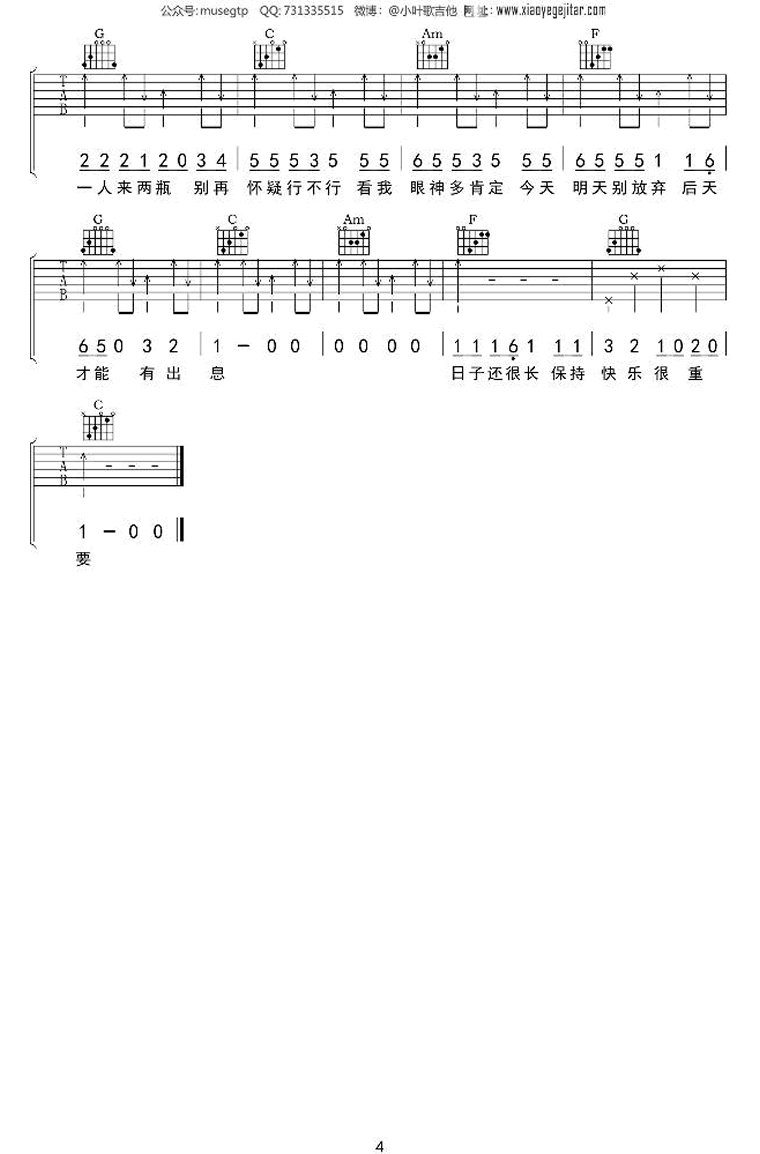 公众号:musegtp QQ:731335515 微博：@小叶歌吉他 网 址：www.xiaoyegejitar.com
G C Am F
T
A
B
2 2 2 1 2 0 3 4 | 5 5 5 3 5 5 5 | 6 5 5 3 5 5 5 | 6 5 5 5 1 1 6 |
一人来两瓶 别再 怀疑行不行 看我 眼神多肯定 今天 明天别放弃 后天
G C Am F G
T
A
B
6 5 0 3 2 | 1 – 0 0 | 0 0 0 0 | 1 1 1 6 1 1 1 | 3 2 1 0 2 0 |
才能 有出 息 日子还很长 保持 快乐很 重
C
T
A
B
1 – 0 0
要
4